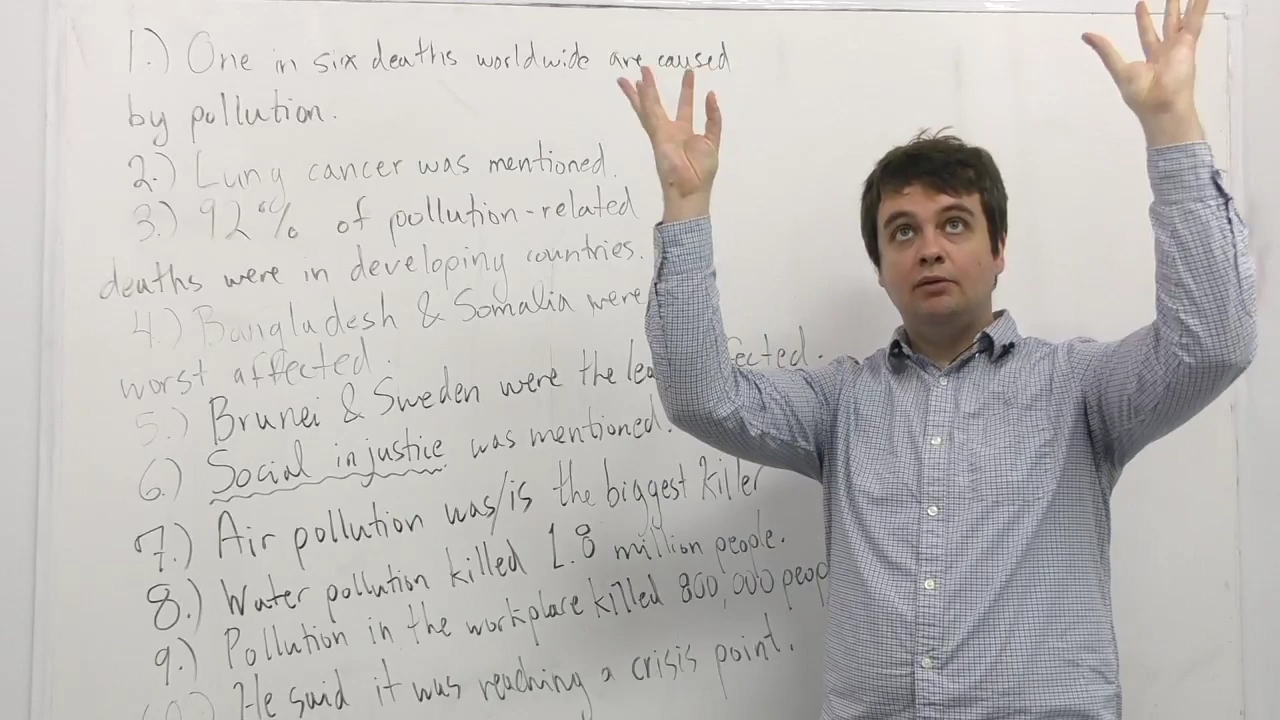 1.) One in six deaths worldwide are caused
by pollution.
2.) Lung cancer was mentioned.
3.) 92% of pollution-related
deaths were in developing countries.
4.) Bangladesh & Somalia were
worst affected.
5.) Brunei & Sweden were the
6.) Social injustice was mentioned.
7.) Air pollution was/is the biggest killer
8.) Water pollution killed 1.8 million people.
9.) Pollution in the workplace killed 800,000
He said it was reaching a crisis point.